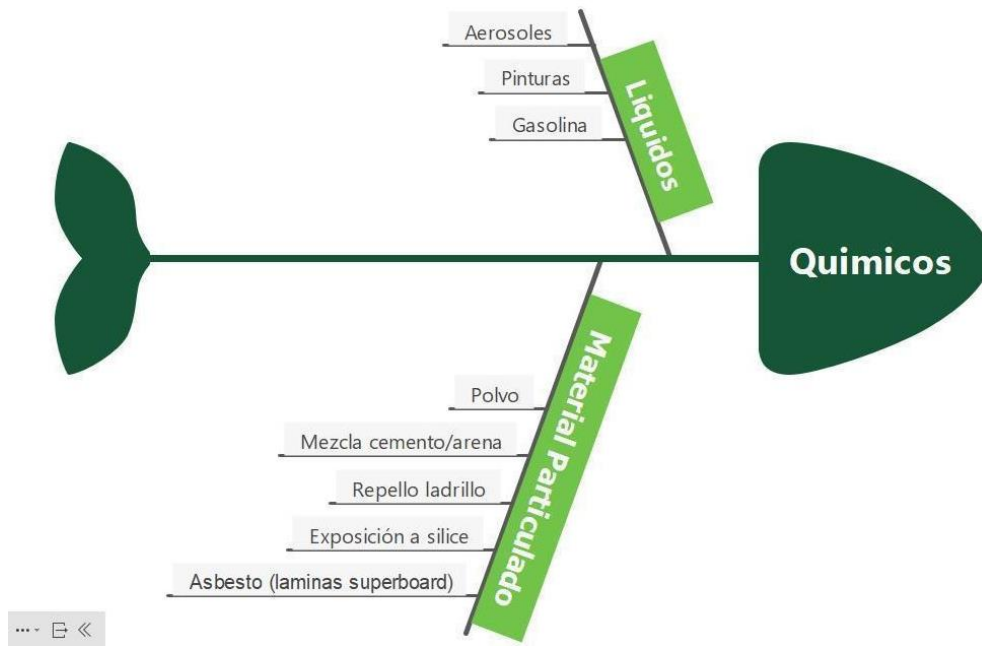 Aerosoles
Pinturas
Gasolina
Liquidos
Quimicos
Material Particulado
Polvo
Mezcla cemento/arena
Repello ladrillo
Exposición a silice
Asbesto (laminas superboard)